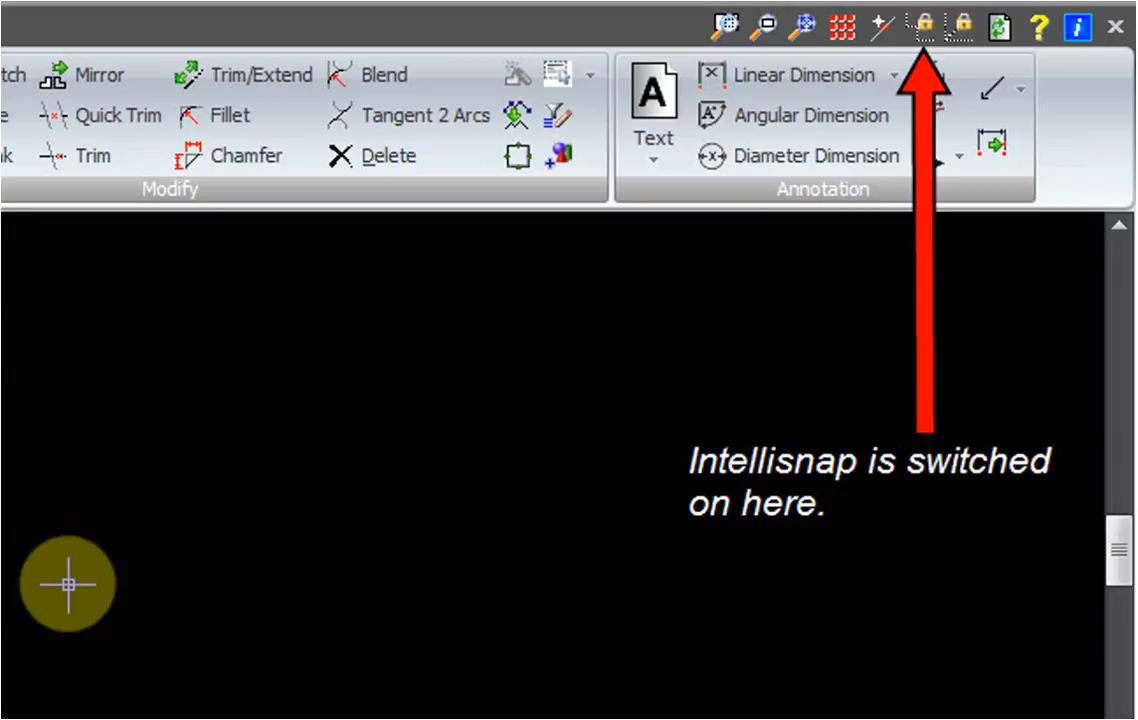 tch Mirror Trim/Extend Blend Linear Dimension
e Quick Trim Fillet Tangent 2 Arcs A Angular Dimension
Text
k Trim Chamfer Delete Diameter Dimension
Modify Annotation
Intellisnap is switched
on here.